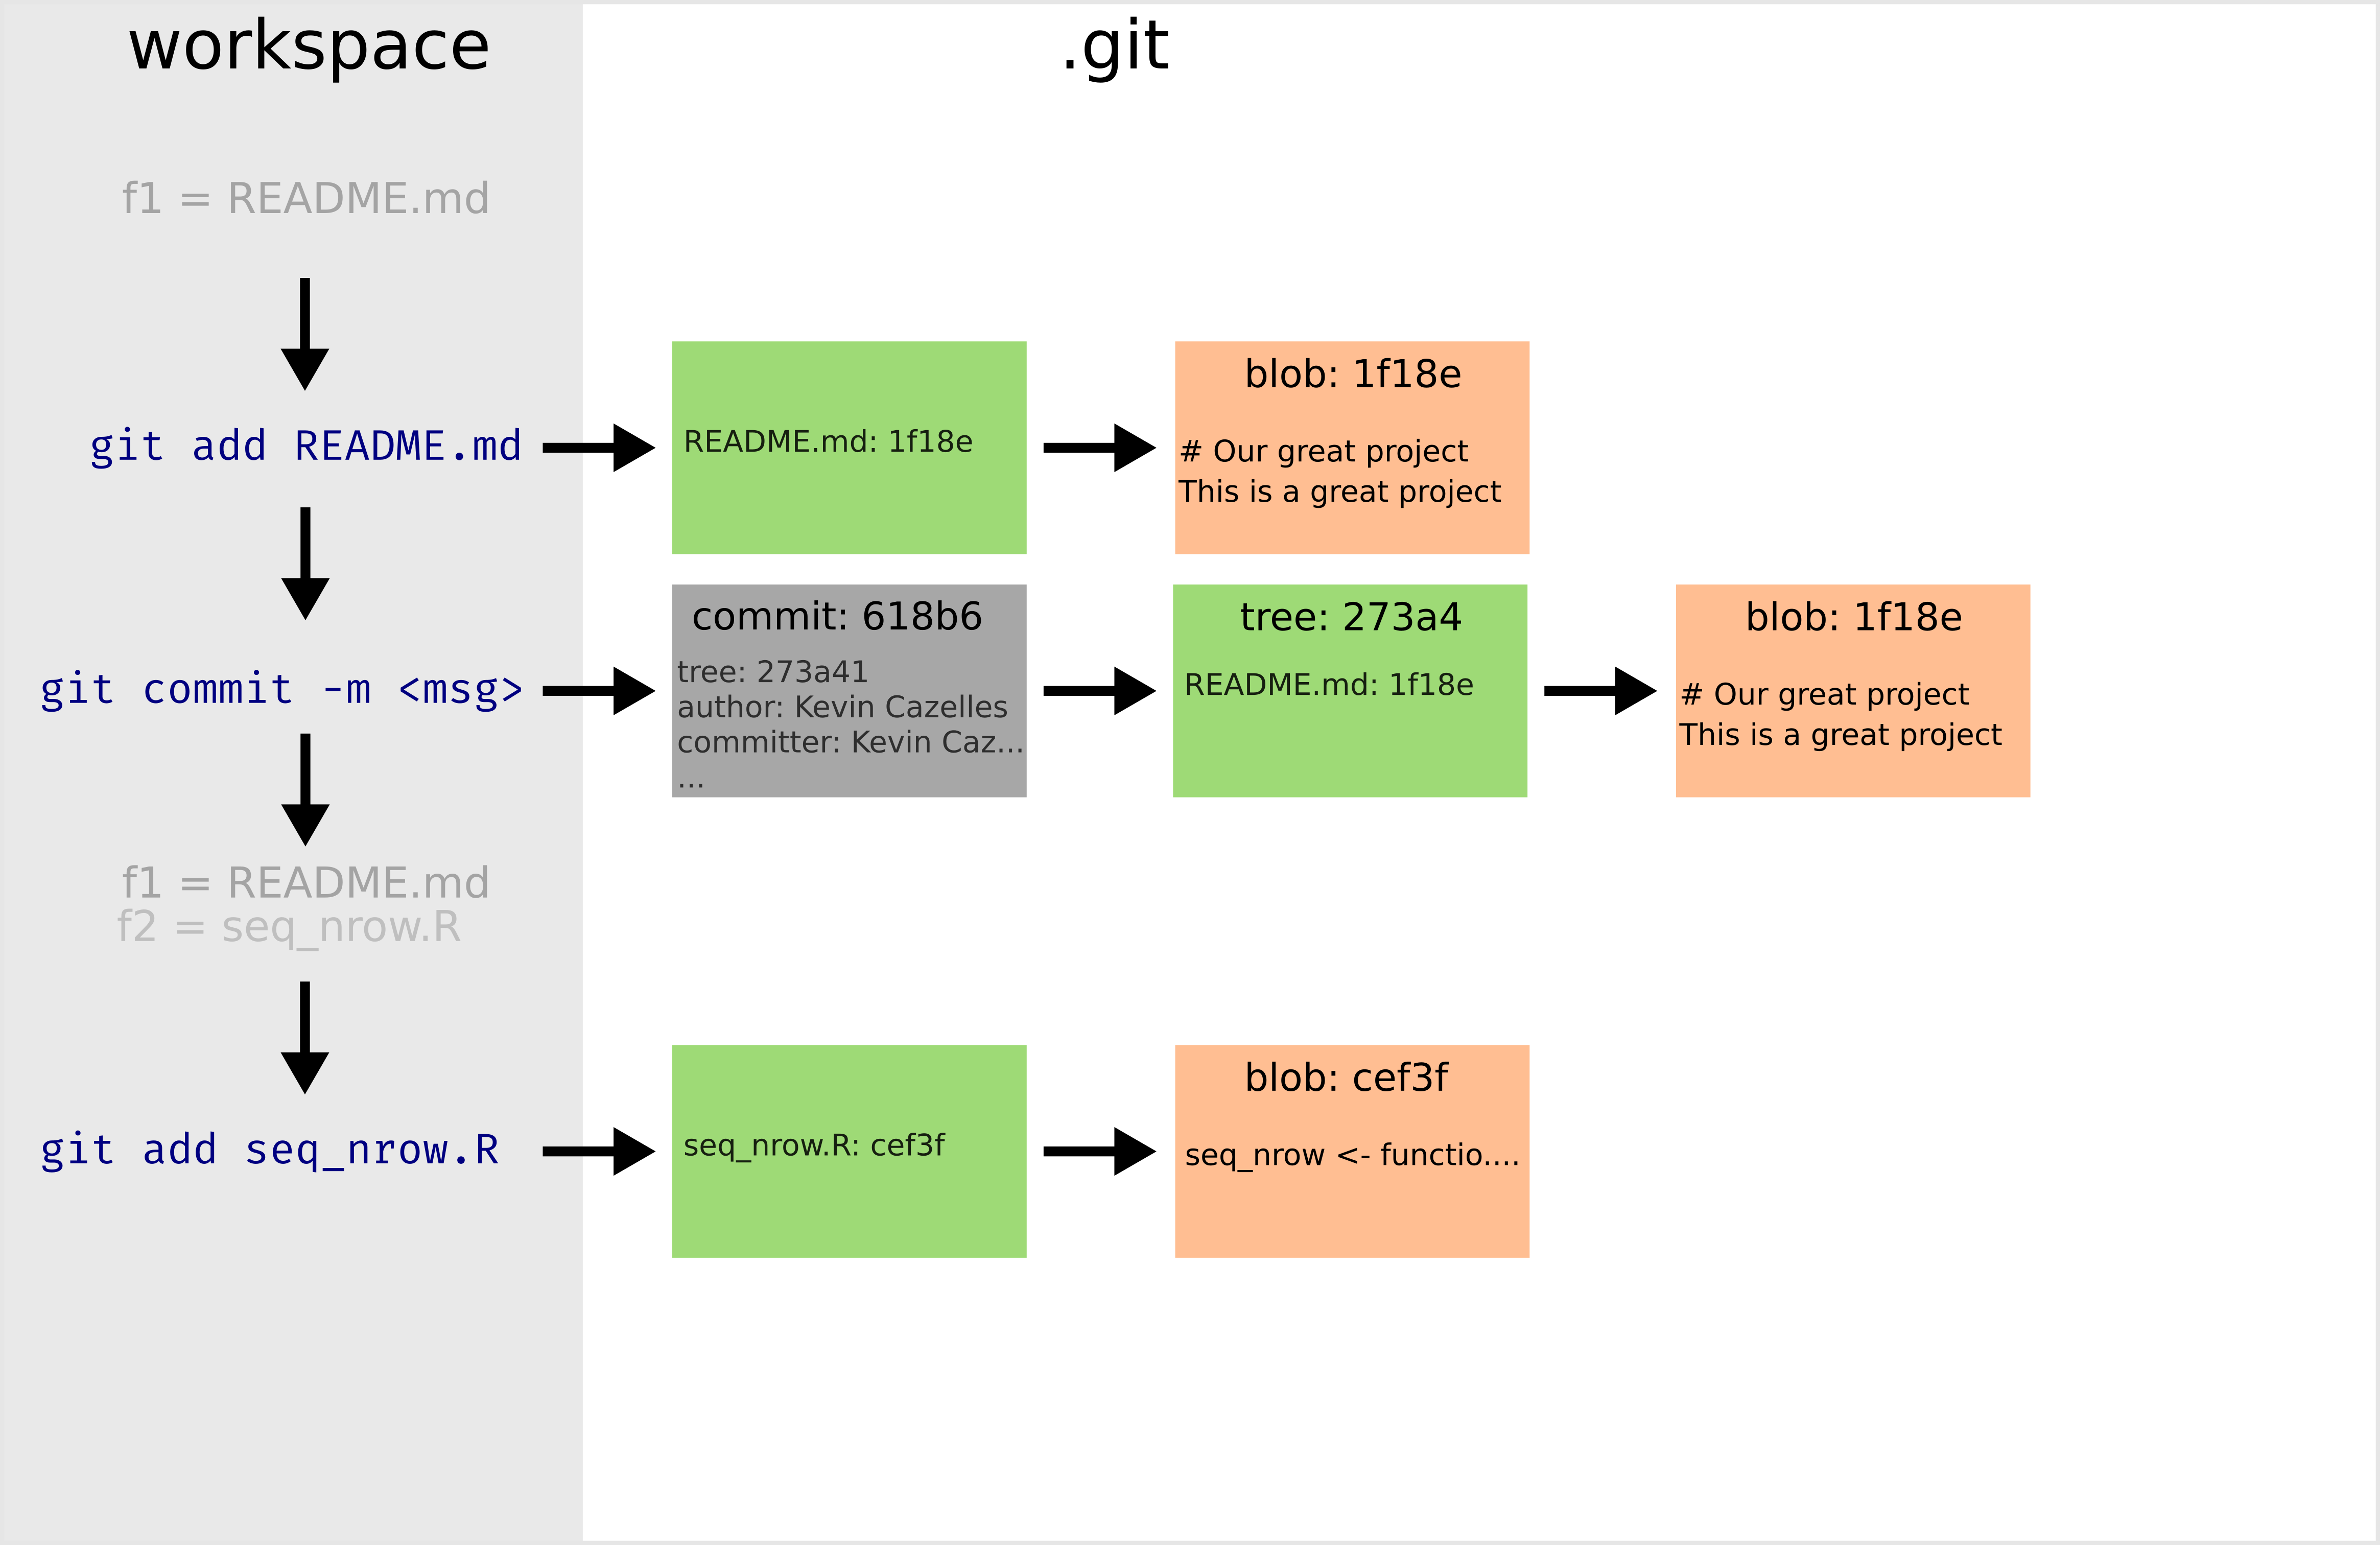 workspace
.git
f1 = README.md
git add README.md
README.md: 1f18e
blob: 1f18e
# Our great project
This is a great project
git commit -m <msg>
commit: 618b6
tree: 273a41
author: Kevin Cazelles
committer: Kevin Caz...
...
tree: 273a4
README.md: 1f18e
blob: 1f18e
# Our great project
This is a great project
f1 = README.md
f2 = seq_nrow.R
git add seq_nrow.R
seq_nrow.R: cef3f
blob: cef3f
seq_nrow <- functio....